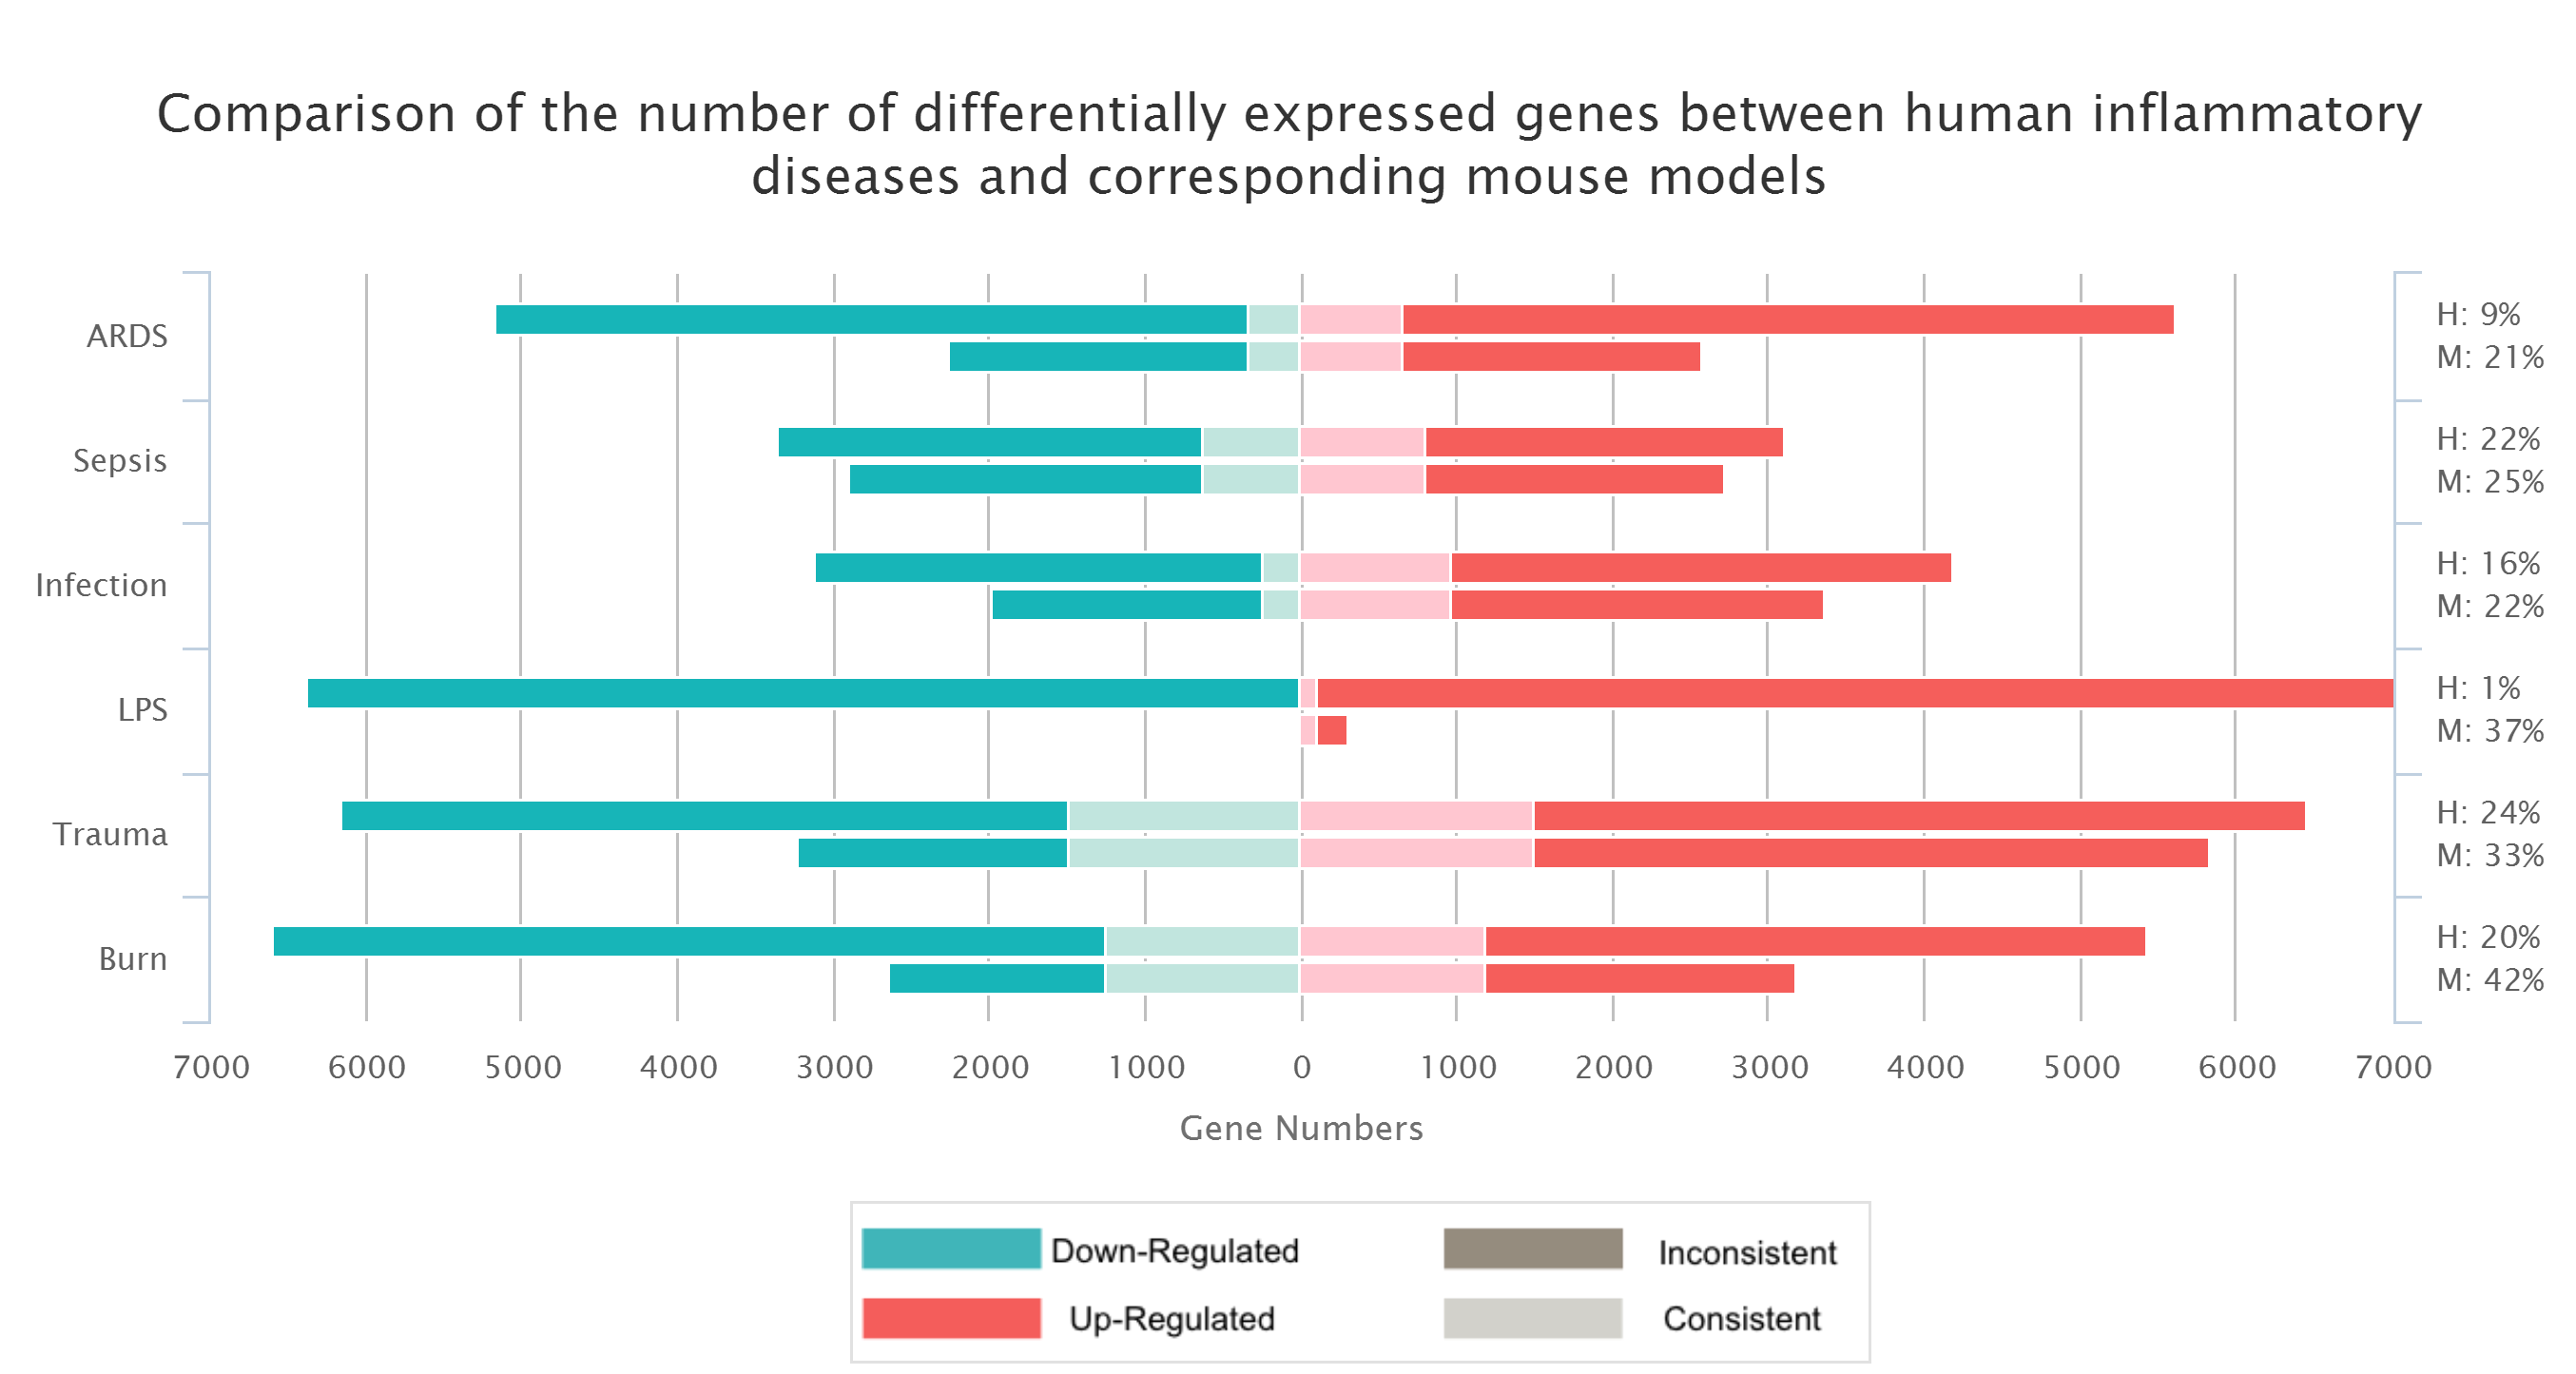 Comparison of the number of differentially expressed genes between human inflammatory
diseases and corresponding mouse models
ARDS
H: 9%
M: 21%
Sepsis
H: 22%
M: 25%
Infection
H: 16%
M: 22%
LPS
H: 1%
M: 37%
Trauma
H: 24%
M: 33%
Burn
H: 20%
M: 42%
7000 6000 5000 4000 3000 2000 1000 0 1000 2000 3000 4000 5000 6000 7000
Gene Numbers
Down-Regulated Inconsistent
Up-Regulated Consistent